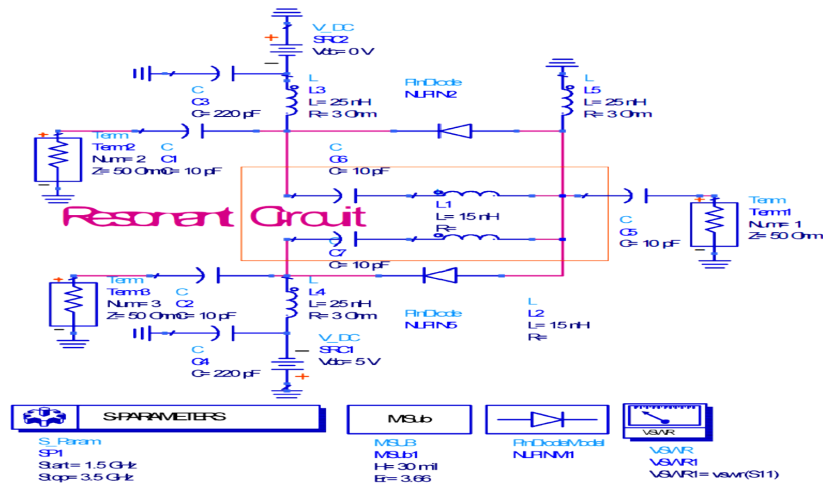 V_DC
SRC2
Vdc=0 V
L
L3
L=25 nH
R=3 Ohm
PinDiode
NLPIN2
L
L5
L=25 nH
R=3 Ohm
C
C3
C=220 pF
Term
Term2
Num=2
Z=50 Ohm
C
C1
C=10 pF
C
C6
C=10 pF
L1
L=15 nH
R=
Resonant Circuit
C
C5
C=10 pF
Term
Term1
Num=1
Z=50 Ohm
C7
C=10 pF
Term
Term3
Num=3
Z=50 Ohm
C
C2
C=10 pF
L
L4
L=25 nH
R=3 Ohm
PinDiode
NLPIN5
L
L2
L=15 nH
R=
C
C4
C=220 pF
V_DC
SRC1
Vdc=5 V
S-PARAMETERS
S_Param
SP1
Start=1.5 GHz
Stop=3.5 GHz
MSub
MSUB
MSub1
H=30 mil
Er=3.66
PinDiodeModel
NLPINM1
VSWR
VSWR
VSWR1
VSWR1=vswr(S11)